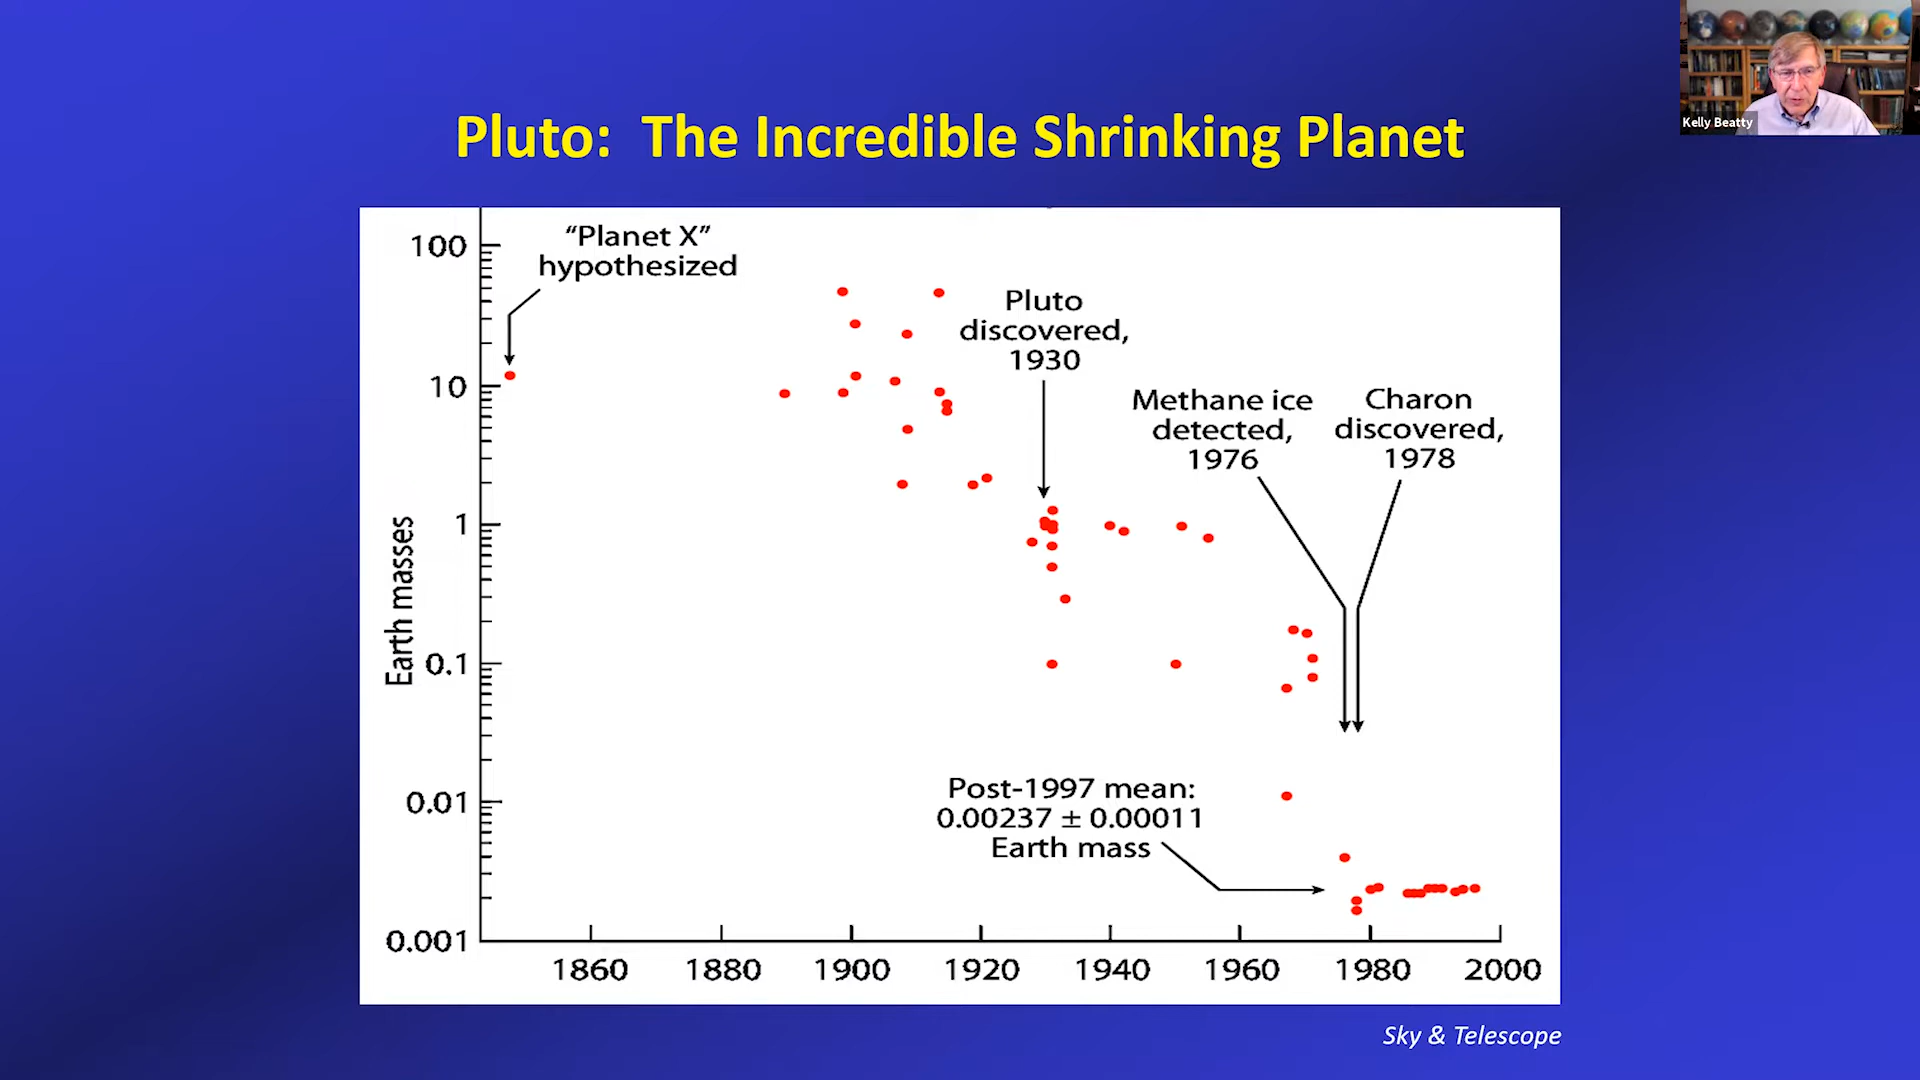 Kelly Beatty
Pluto: The Incredible Shrinking Planet
"Planet X"
hypothesized
Pluto
discovered,
1930
Methane ice
detected,
1976
Charon
discovered,
1978
Post-1997 mean:
0.00237 ± 0.00011
Earth mass
Earth masses
100
10
1
0.1
0.01
0.001
1860 1880 1900 1920 1940 1960 1980 2000
Sky & Telescope